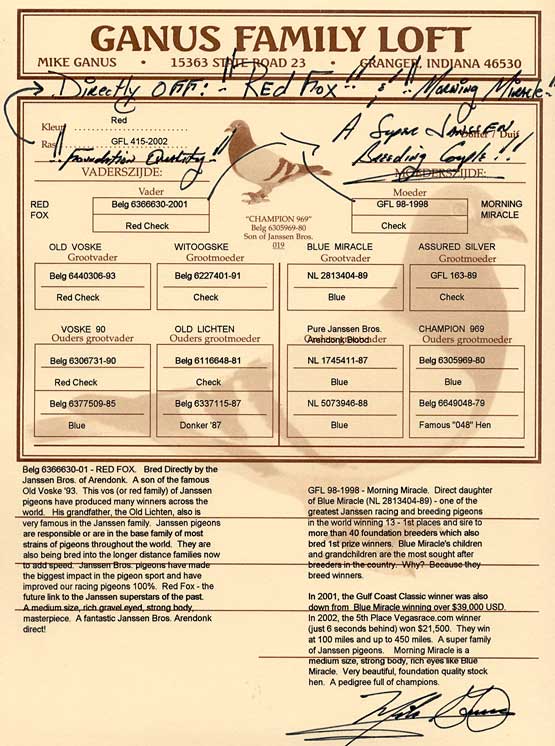 GANUS FAMILY LOFT
MIKE GANUS • 15363 STATE ROAD 23 • GRANGER, INDIANA 46530
Directly OFF: "Red Fox" & "Morning Miracle"
Kleur Red
Ras GFL 415-2002
Doffer / Duif
"Foundation Quality"
A Super Janssen
Breeding Couple!!
VADERSZIJDE:
MOEDERSZIJDE:
Vader
Moeder
RED FOX
Belg 6366630-2001
Red Check
GFL 98-1998
Check
MORNING MIRACLE
"CHAMPION 969"
Belg 6305969-80
Son of Janssen Bros.
019
OLD VOSKE WITOOGSKE BLUE MIRACLE ASSURED SILVER
Grootvader Grootmoeder Grootvader Grootmoeder
Belg 6440306-93 Belg 6227401-91 NL 2813404-89 GFL 163-89
Red Check Check Blue Check
VOSKE 90 OLD LICHTEN Pure Janssen Bros. Arendonk Blood CHAMPION 969
Ouders grootvader Ouders grootmoeder Ouders grootvader Ouders grootmoeder
Belg 6306731-90 Belg 6116648-81 NL 1745411-87 Belg 6305969-80
Red Check Check Blue Blue
Belg 6377509-85 Belg 6337115-87 NL 5073946-88 Belg 6649048-79
Blue Donker '87 Blue Famous "048" Hen
Belg 6366630-01 - RED FOX. Bred Directly by the
Janssen Bros. of Arendonk. A son of the famous
Old Voske '93. This vos (or red family) of Janssen
pigeons have produced many winners across the
world. His grandfather, the Old Lichten, also is
very famous in the Janssen family. Janssen pigeons
are responsible or are in the base family of most
strains of pigeons throughout the world. They are
also being bred into the longer distance families now
to add speed. Janssen Bros. pigeons have made
the biggest impact in the pigeon sport and have
improved our racing pigeons 100%. Red Fox - the
future link to the Janssen superstars of the past.
A medium size, rich gravel eyed, strong body,
masterpiece. A fantastic Janssen Bros. Arendonk
direct!
GFL 98-1998 - Morning Miracle. Direct daughter
of Blue Miracle (NL 2813404-89) - one of the
greatest Janssen racing and breeding pigeons
in the world winning 13 - 1st places and sire to
more than 40 foundation breeders which also
bred 1st prize winners. Blue Miracle's children
and grandchildren are the most sought after
breeders in the country. Why? Because they
breed winners.
In 2001, the Gulf Coast Classic winner was also
down from Blue Miracle winning over $39,000 USD.
In 2002, the 5th Place Vegasrace.com a winner
(just 6 seconds behind) won $21,500. They win
at 100 miles and up to 450 miles. A super family
of Janssen pigeons. Morning Miracle is a
medium size, strong body, rich eyes like Blue
Miracle. Very beautiful, foundation quality stock
hen. A pedigree full of champions.